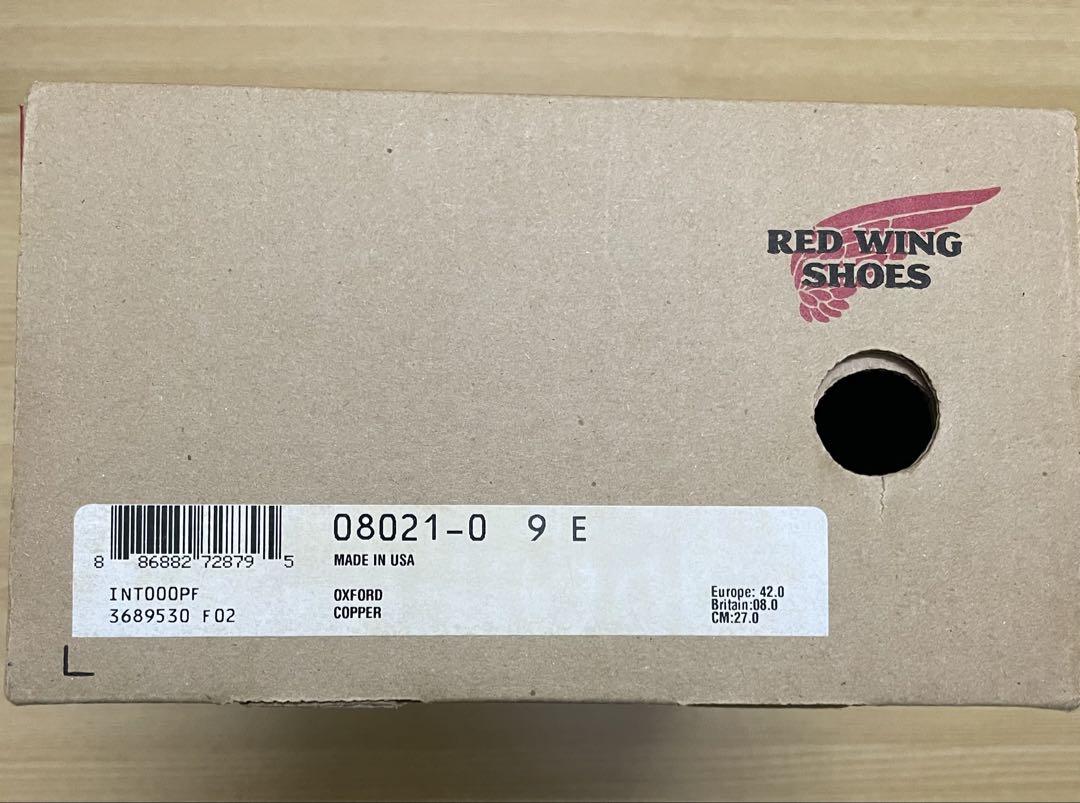 RED WING
SHOES
08021-0 9 E
8 86882 72879 5
MADE IN USA
INT000PF
3689530 F02
OXFORD
COPPER
Europe: 42.0
Britain:08.0
CM:27.0
L